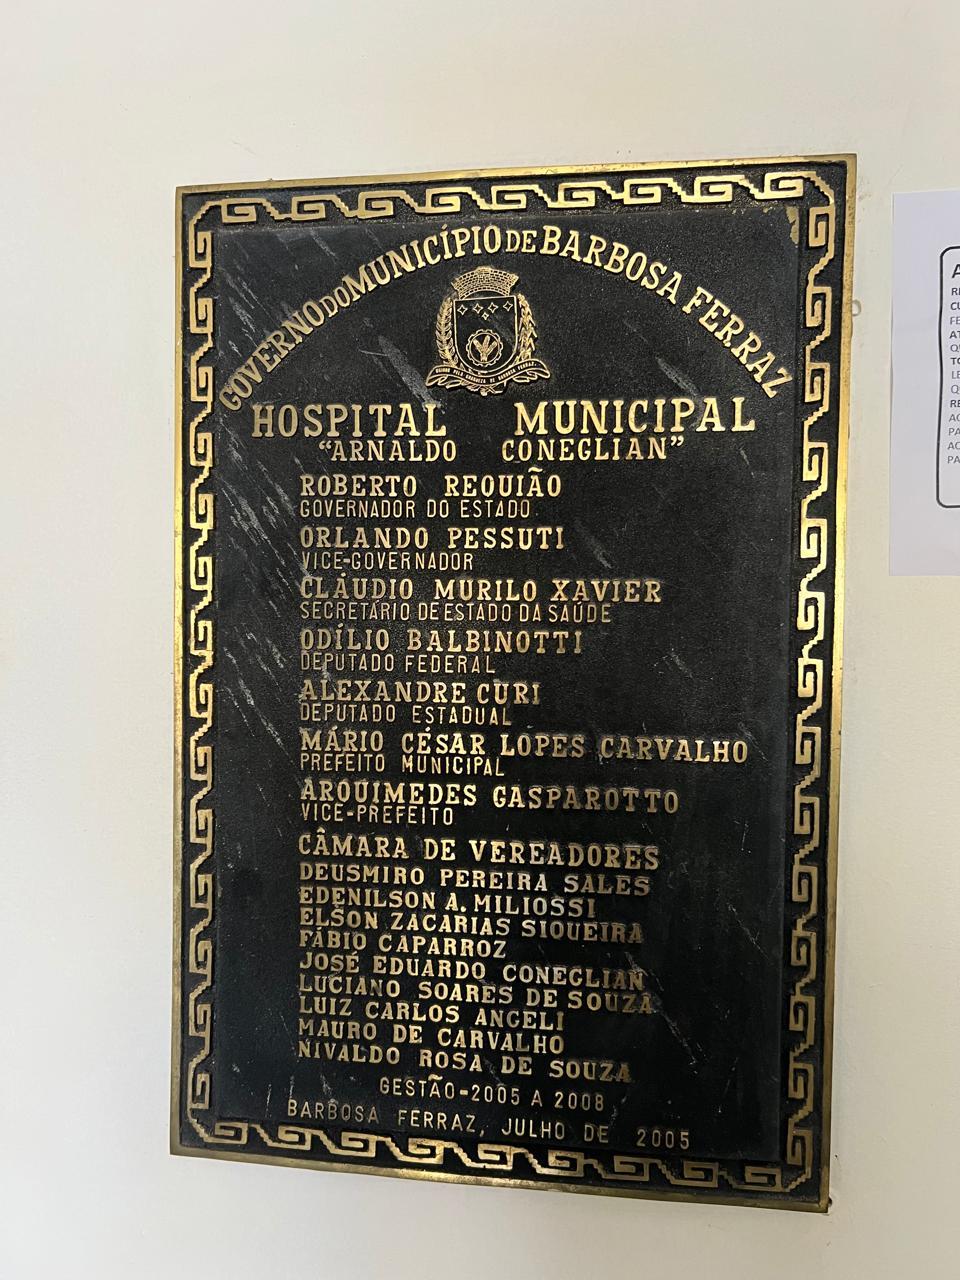 GOVERNO DO MUNICÍPIO DE BARBOSA FERRAZ
HOSPITAL MUNICIPAL
"ARNALDO CONEGLIAN"
ROBERTO REQUIÃO
GOVERNADOR DO ESTADO
ORLANDO PESSUTI
VICE-GOVERNADOR
CLÁUDIO MURILO XAVIER
SECRETÁRIO DE ESTADO DA SAÚDE
ODÍLIO BALBINOTTI
DEPUTADO FEDERAL
ALEXANDRE CURI
DEPUTADO ESTADUAL
MÁRIO CÉSAR LOPES CARVALHO
PREFEITO MUNICIPAL
ARQUIMEDES GASPAROTTO
VICE-PREFEITO
CÂMARA DE VEREADORES
DEUSMIRO PEREIRA SALES
EDENILSON A. MILIOSSI
ELSON ZACARIAS SIQUEIRA
FÁBIO CAPARROZ
JOSÉ EDUARDO CONEGLIAN
LUCIANO SOARES DE SOUZA
LUIZ CARLOS ANGELI
MAURO DE CARVALHO
NIVALDO ROSA DE SOUZA
GESTÃO-2005 A 2008
BARBOSA FERRAZ, JULHO DE 2005